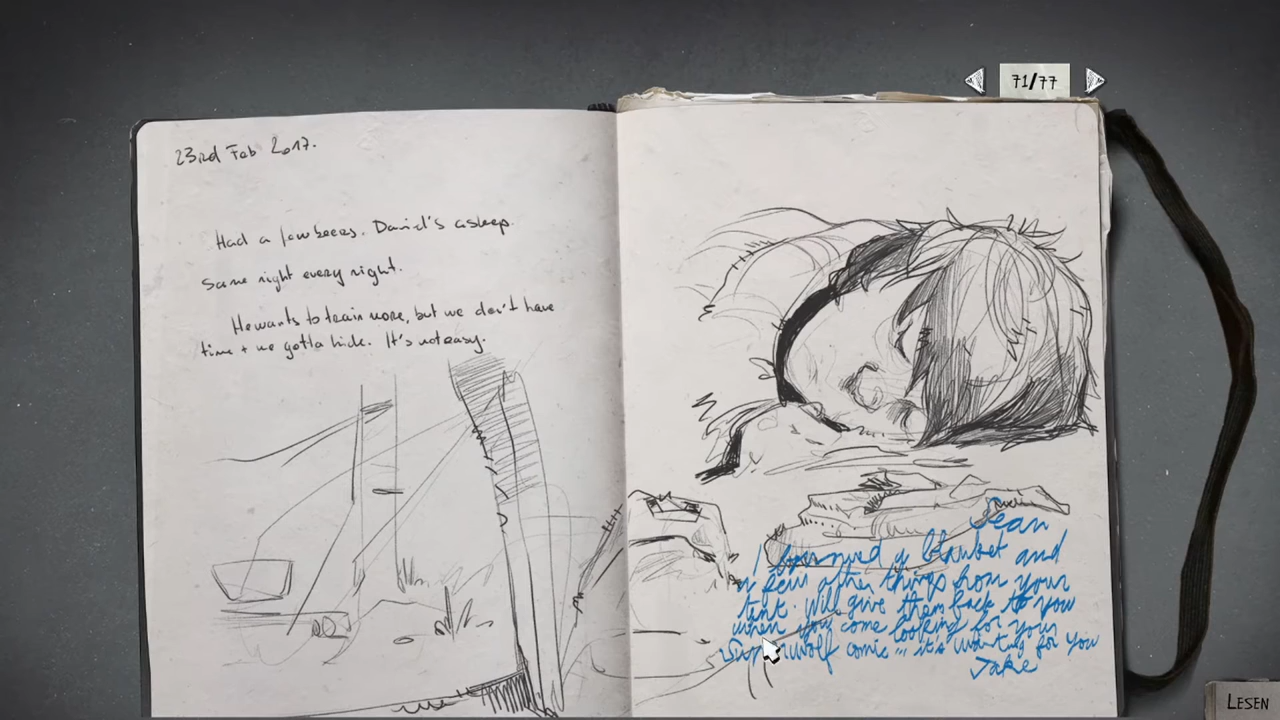 71/77
23rd Feb 2017.
Had a few beers. David's asleep.
Same night every night.
He wants to train more, but we don't have
time + we gotta hide. It's not easy.
Sean
I borrowed a blanket and
a few other things from your
tent. Will give them back to you
when you come looking for your
Superwolf comic... it's waiting for you
Jake
LESEN